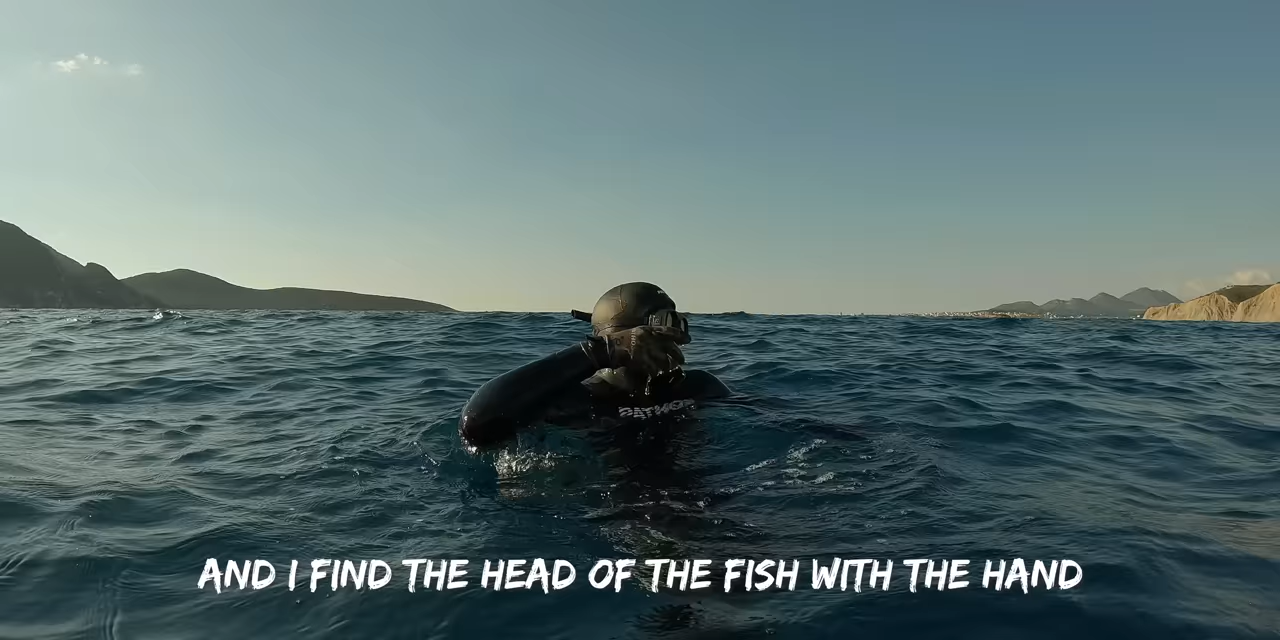 AND I FIND THE HEAD OF THE FISH WITH THE HAND